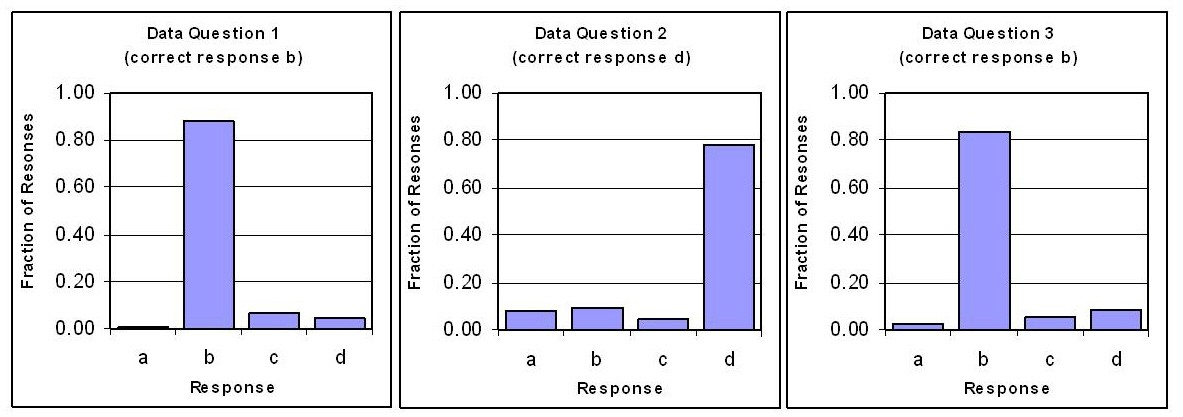 Data Question 1
(correct response b)
Fraction of Resonses
1.00
0.80
0.60
0.40
0.20
0.00
a b c d
Response
Data Question 2
(correct response d)
Fraction of Resonses
1.00
0.80
0.60
0.40
0.20
0.00
a b c d
Response
Data Question 3
(correct response b)
Fraction of Resonses
1.00
0.80
0.60
0.40
0.20
0.00
a b c d
Response